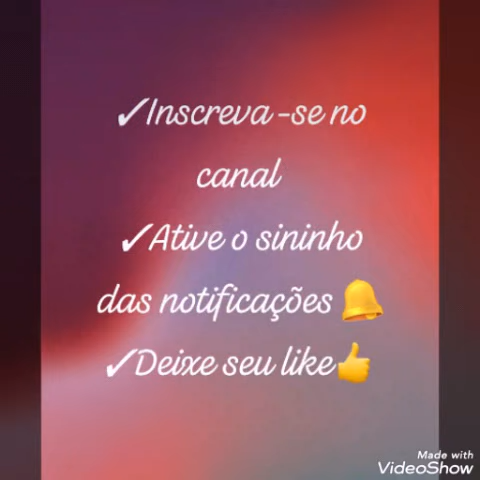 ✓Inscreva-se no
canal
✓Ative o sininho
das notificações 🔔
✓Deixe seu like👍
Made with
VideoShow